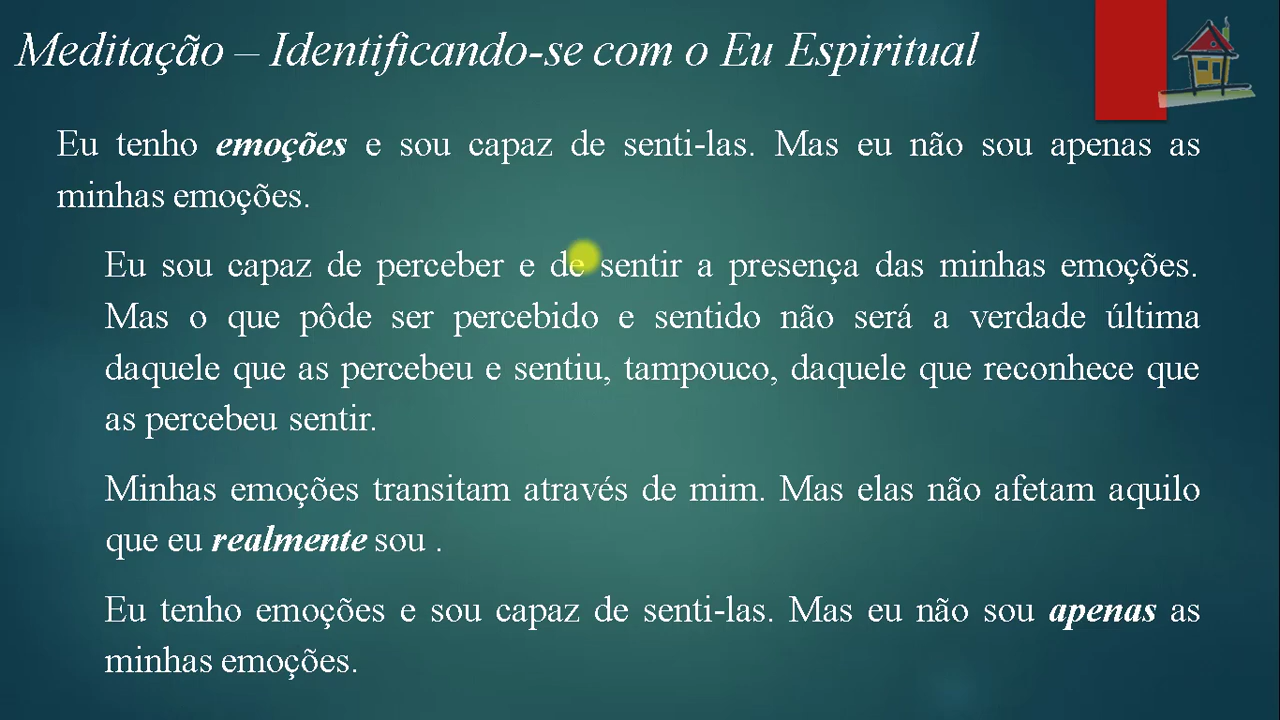 Meditação – Identificando-se com o Eu Espiritual
Eu tenho emoções e sou capaz de senti-las. Mas eu não sou apenas as
minhas emoções.
Eu sou capaz de perceber e de sentir a presença das minhas emoções.
Mas o que pôde ser percebido e sentido não será a verdade última
daquele que as percebeu e sentiu, tampouco, daquele que reconhece que
as percebeu sentir.
Minhas emoções transitam através de mim. Mas elas não afetam aquilo
que eu realmente sou .
Eu tenho emoções e sou capaz de senti-las. Mas eu não sou apenas as
minhas emoções.